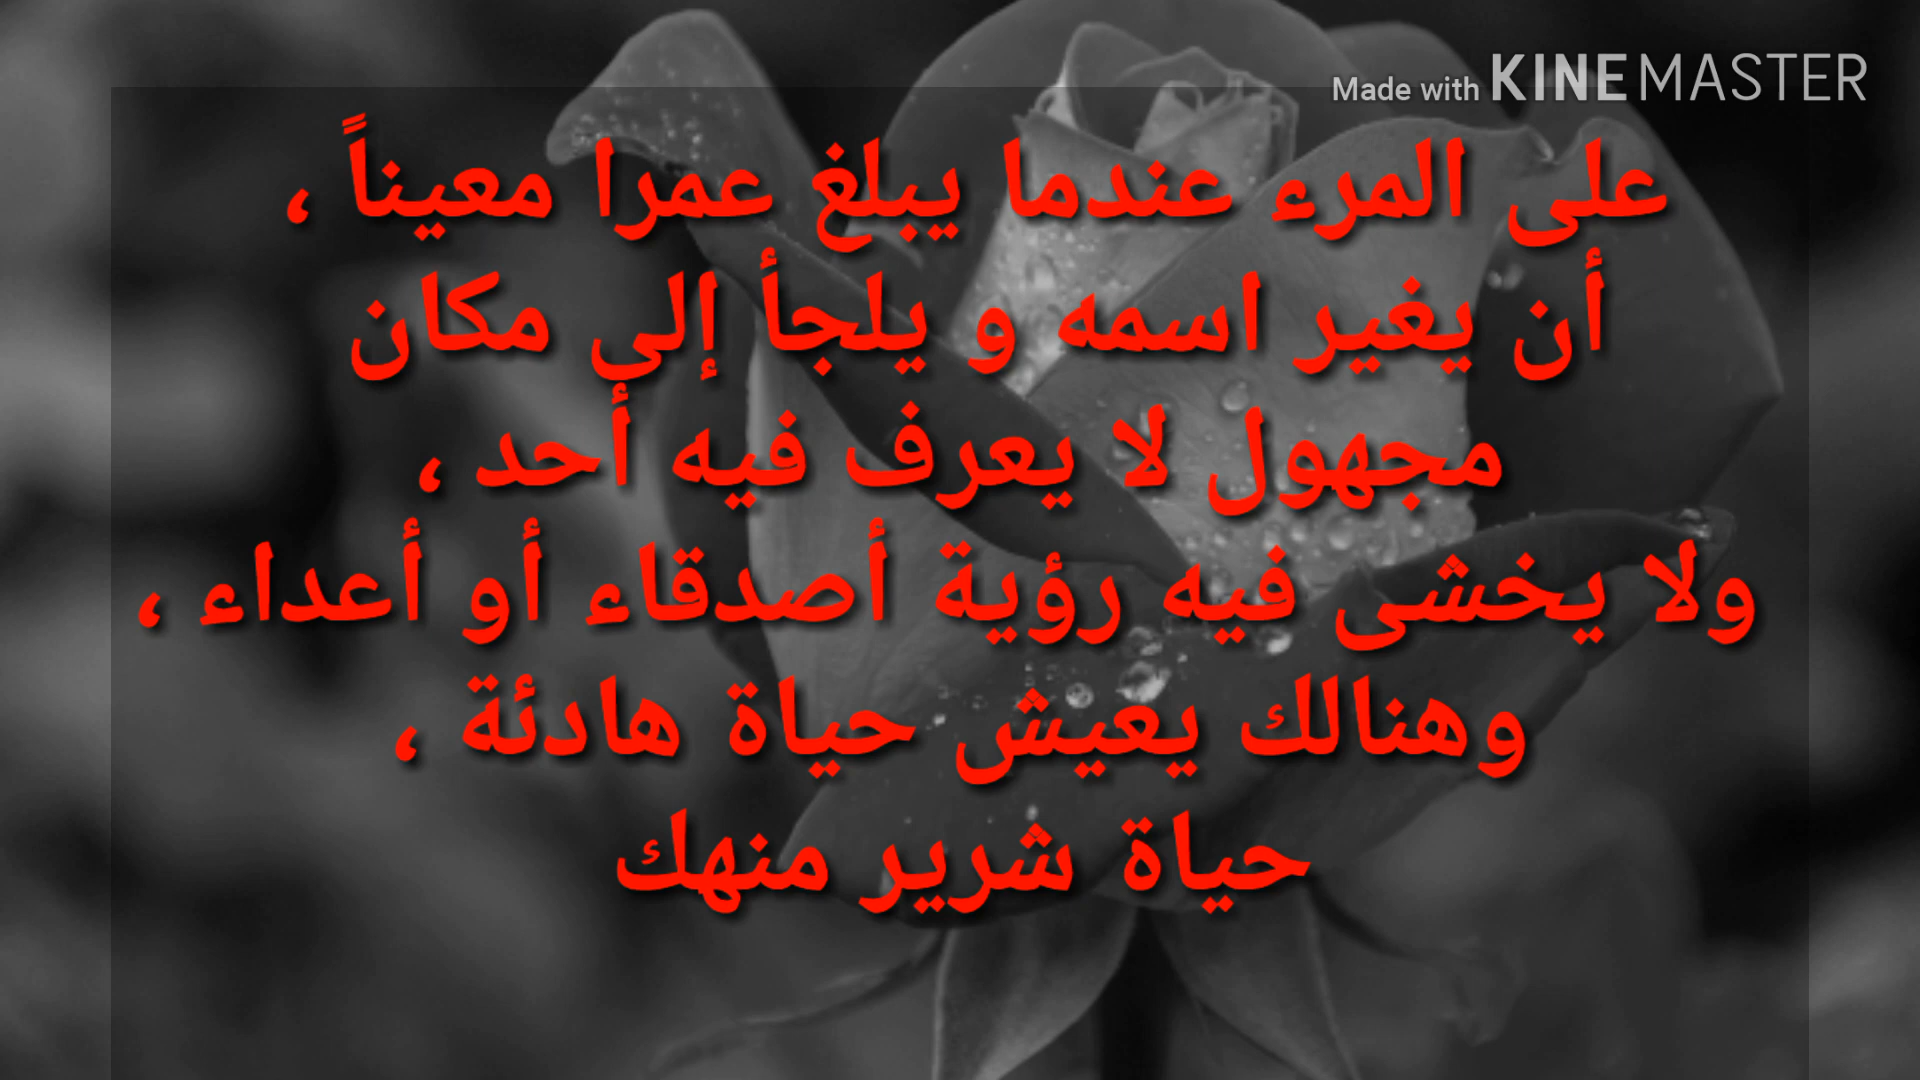 Made with KINEMASTER
على المرء عندما يبلغ عمرا معيناً ،
أن يغير اسمه و يلجأ إلى مكان
مجهول لا يعرف فيه أحد ،
ولا يخشى فيه رؤية أصدقاء أو أعداء ،
وهنالك يعيش حياة هادئة ،
حياة شرير منهك